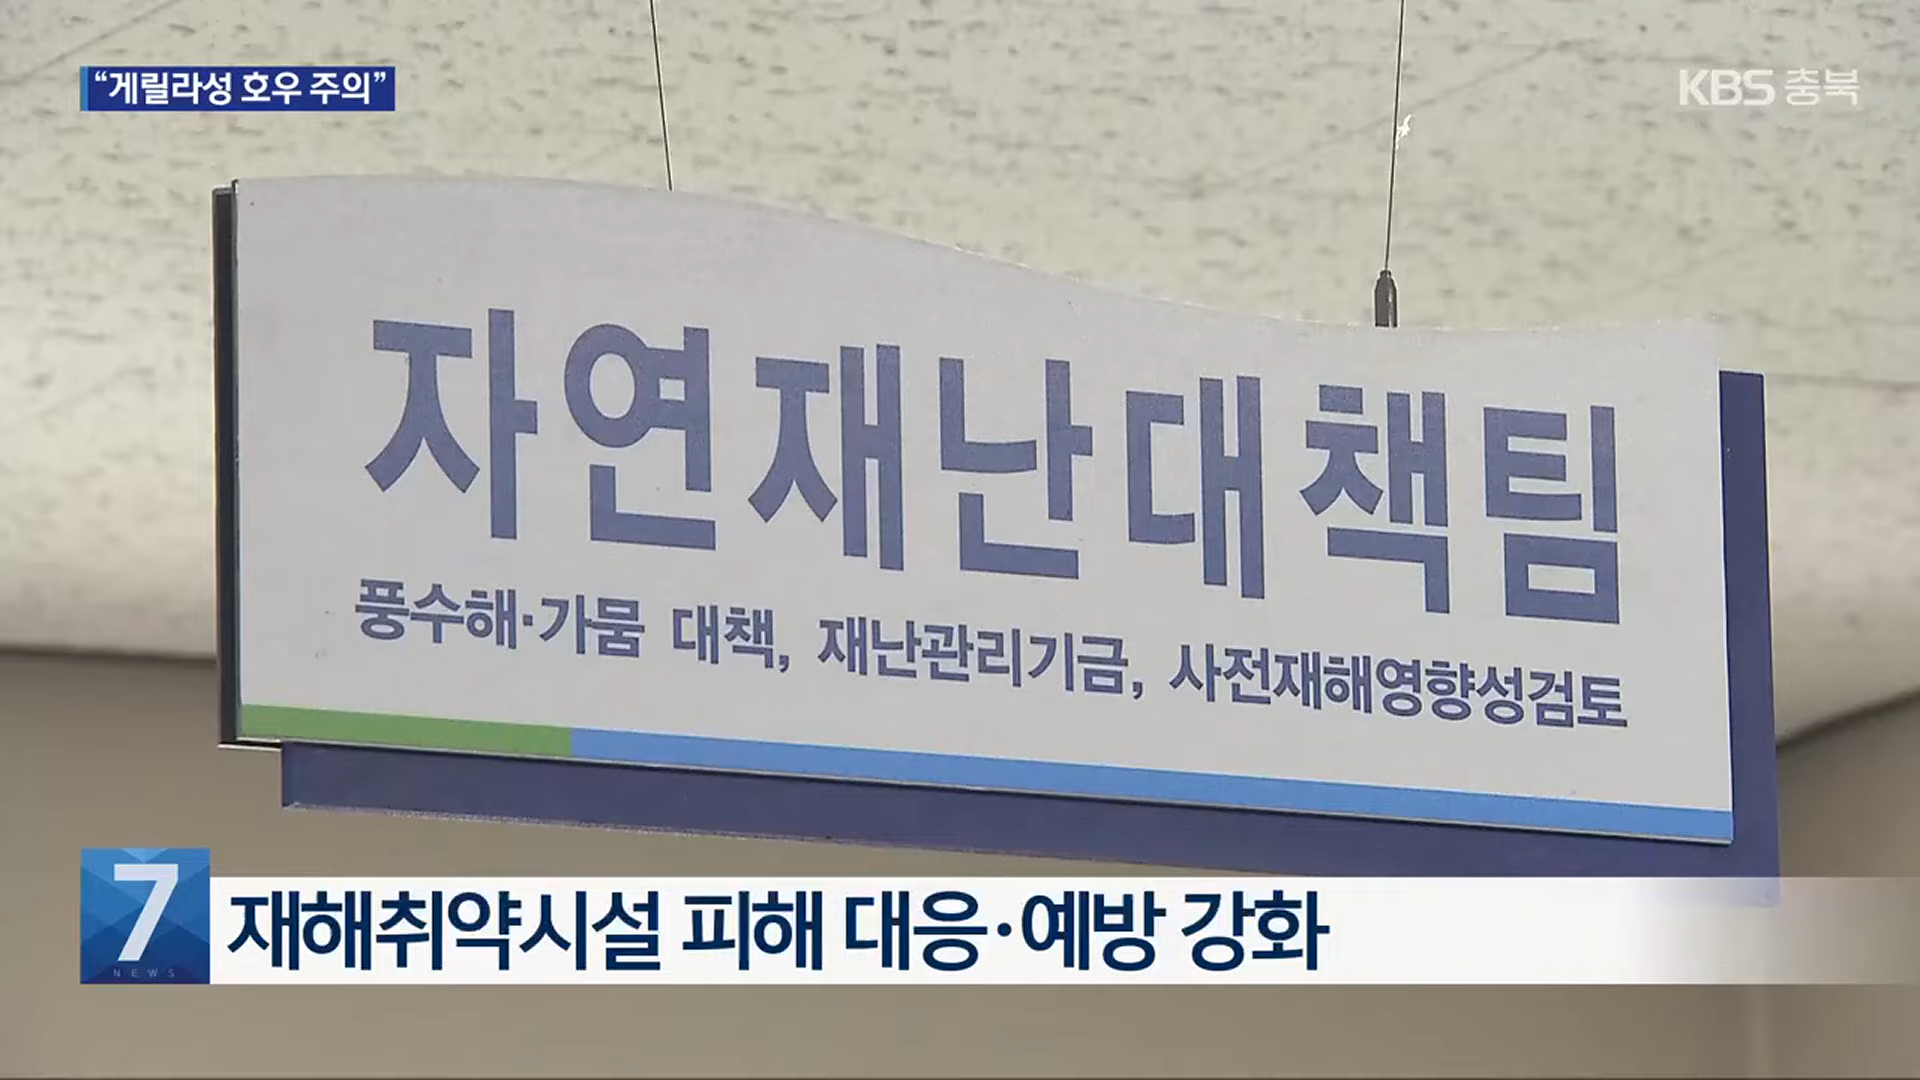 “게릴라성 호우 주의”
KBS 충북
자연재난대책팀
풍수해·가뭄 대책, 재난관리기금, 사전재해영향성검토
7
NEWS
재해취약시설 피해 대응·예방 강화